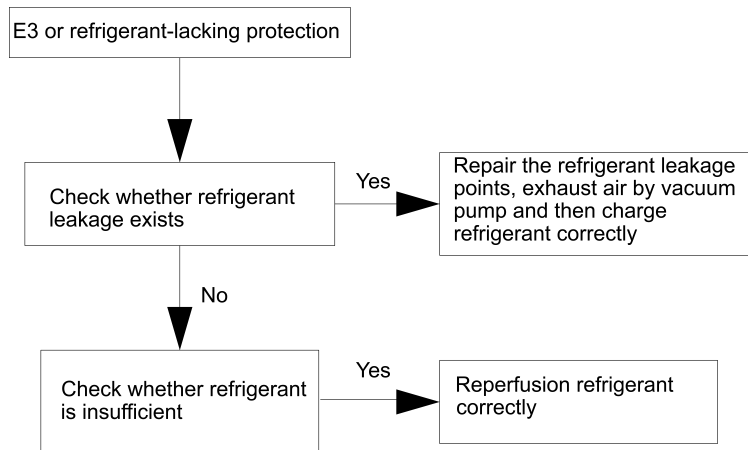 E3 or refrigerant-lacking protection
Check whether refrigerant
leakage exists
Yes
Repair the refrigerant leakage
points, exhaust air by vacuum
pump and then charge
refrigerant correctly
No
Check whether refrigerant
is insufficient
Yes
Reperfusion refrigerant
correctly